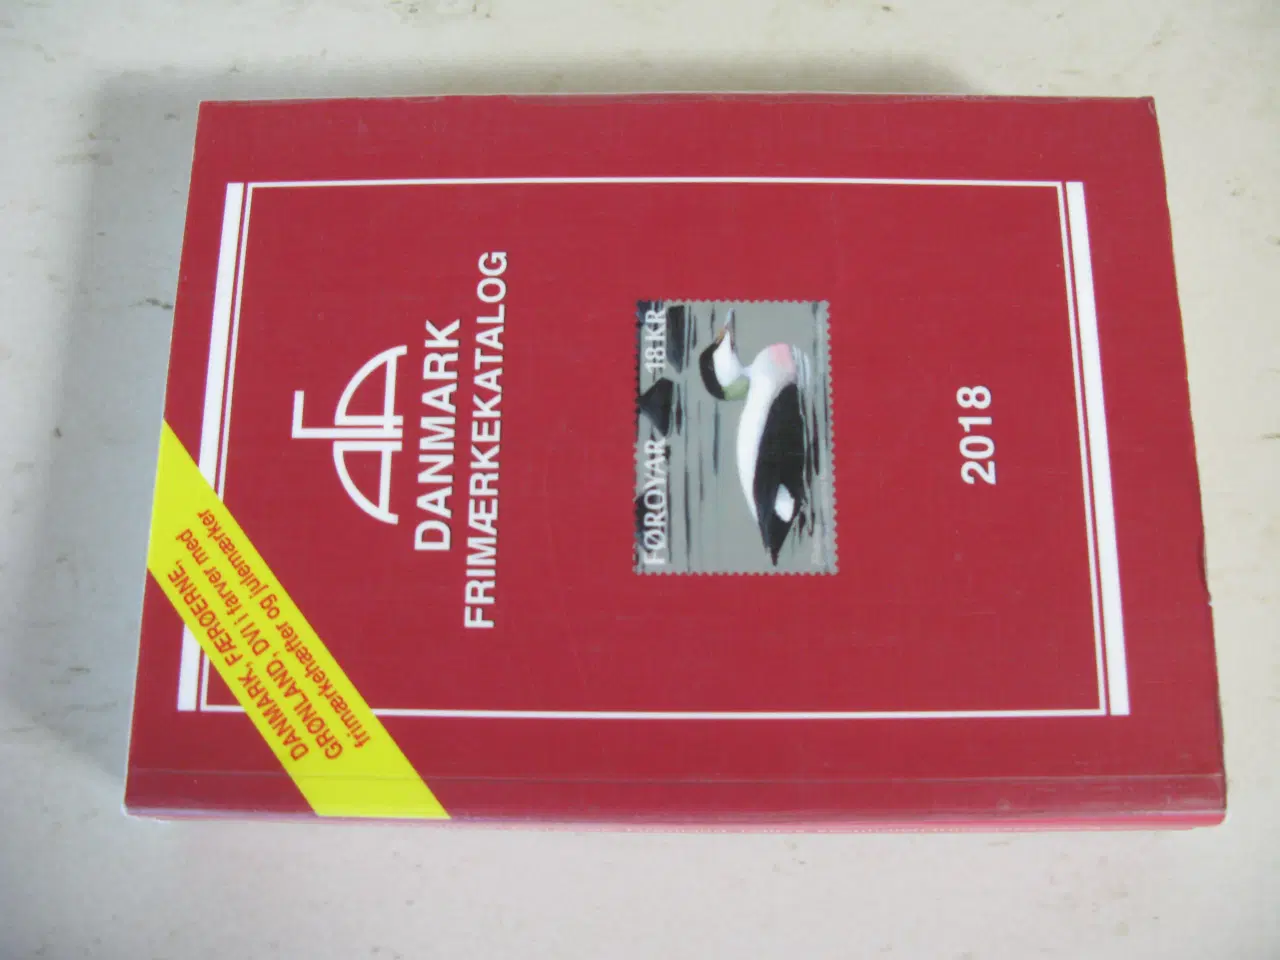 DANMARK, FÆRØERNE,
GRØNLAND, DVI i farver med
frimærkehæfter og julemærker
AFA
DANMARK
FRIMÆRKEKATALOG
FØROYAR 18 KR
2018